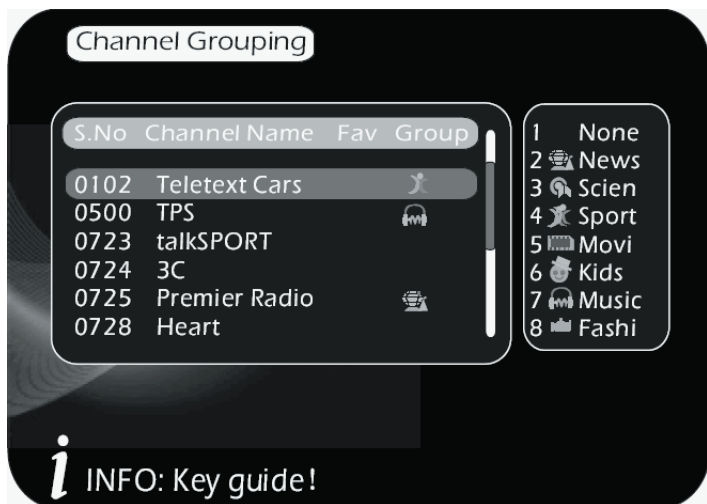 Channel Grouping
S.No Channel Name Fav Group
0102 Teletext Cars
0500 TPS
0723 talkSPORT
0724 3C
0725 Premier Radio
0728 Heart
1 None
2 News
3 Scien
4 Sport
5 Movi
6 Kids
7 Music
8 Fashi
i INFO: Key guide!